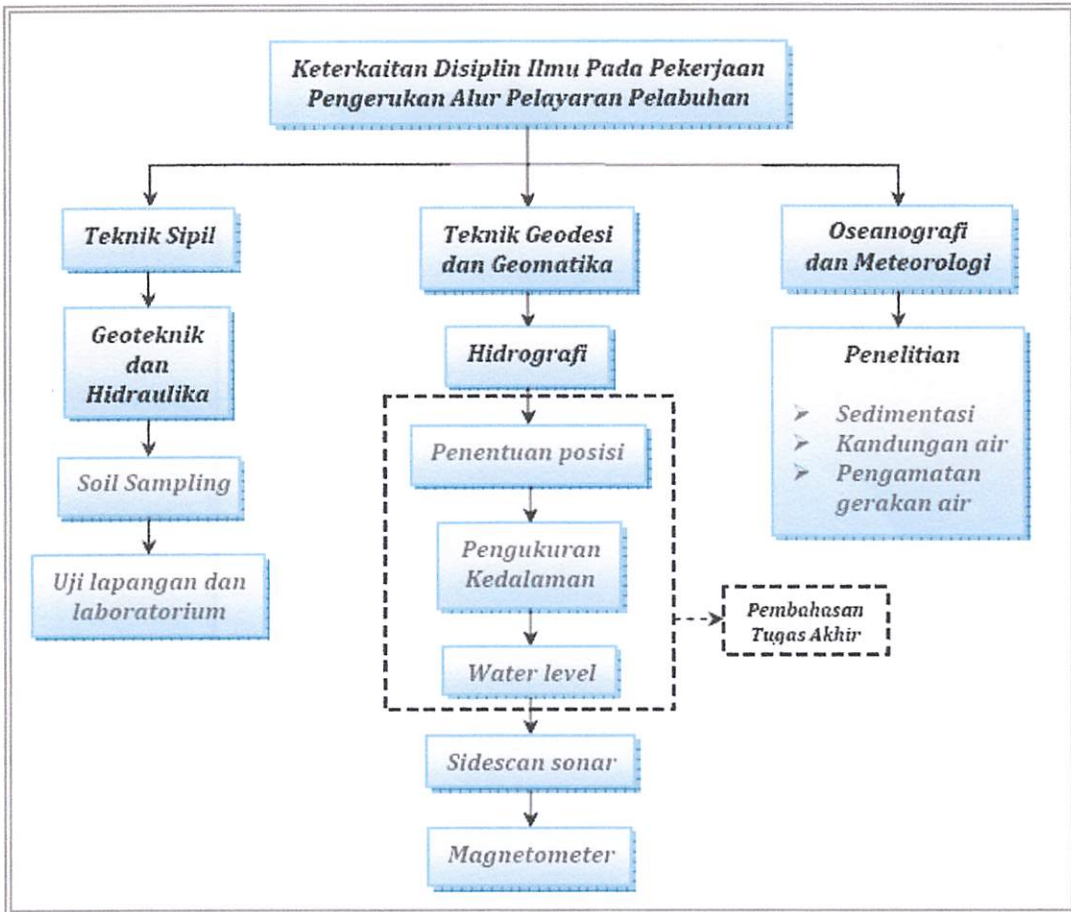 Keterkaitan Disiplin Ilmu Pada Pekerjaan
Pengerukan Alur Pelayaran Pelabuhan
Teknik Sipil
Geoteknik
dan
Hidraulika
Soil Sampling
Uji lapangan dan
laboratorium
Teknik Geodesi
dan Geomatika
Hidrografi
Penentuan posisi
Pengukuran
Kedalaman
Water level
Sidescan sonar
Magnetometer
Pembahasan
Tugas Akhir
Oseanografi
dan Meteorologi
Penelitian
➤ Sedimentasi
➤ Kandungan air
➤ Pengamatan
gerakan air